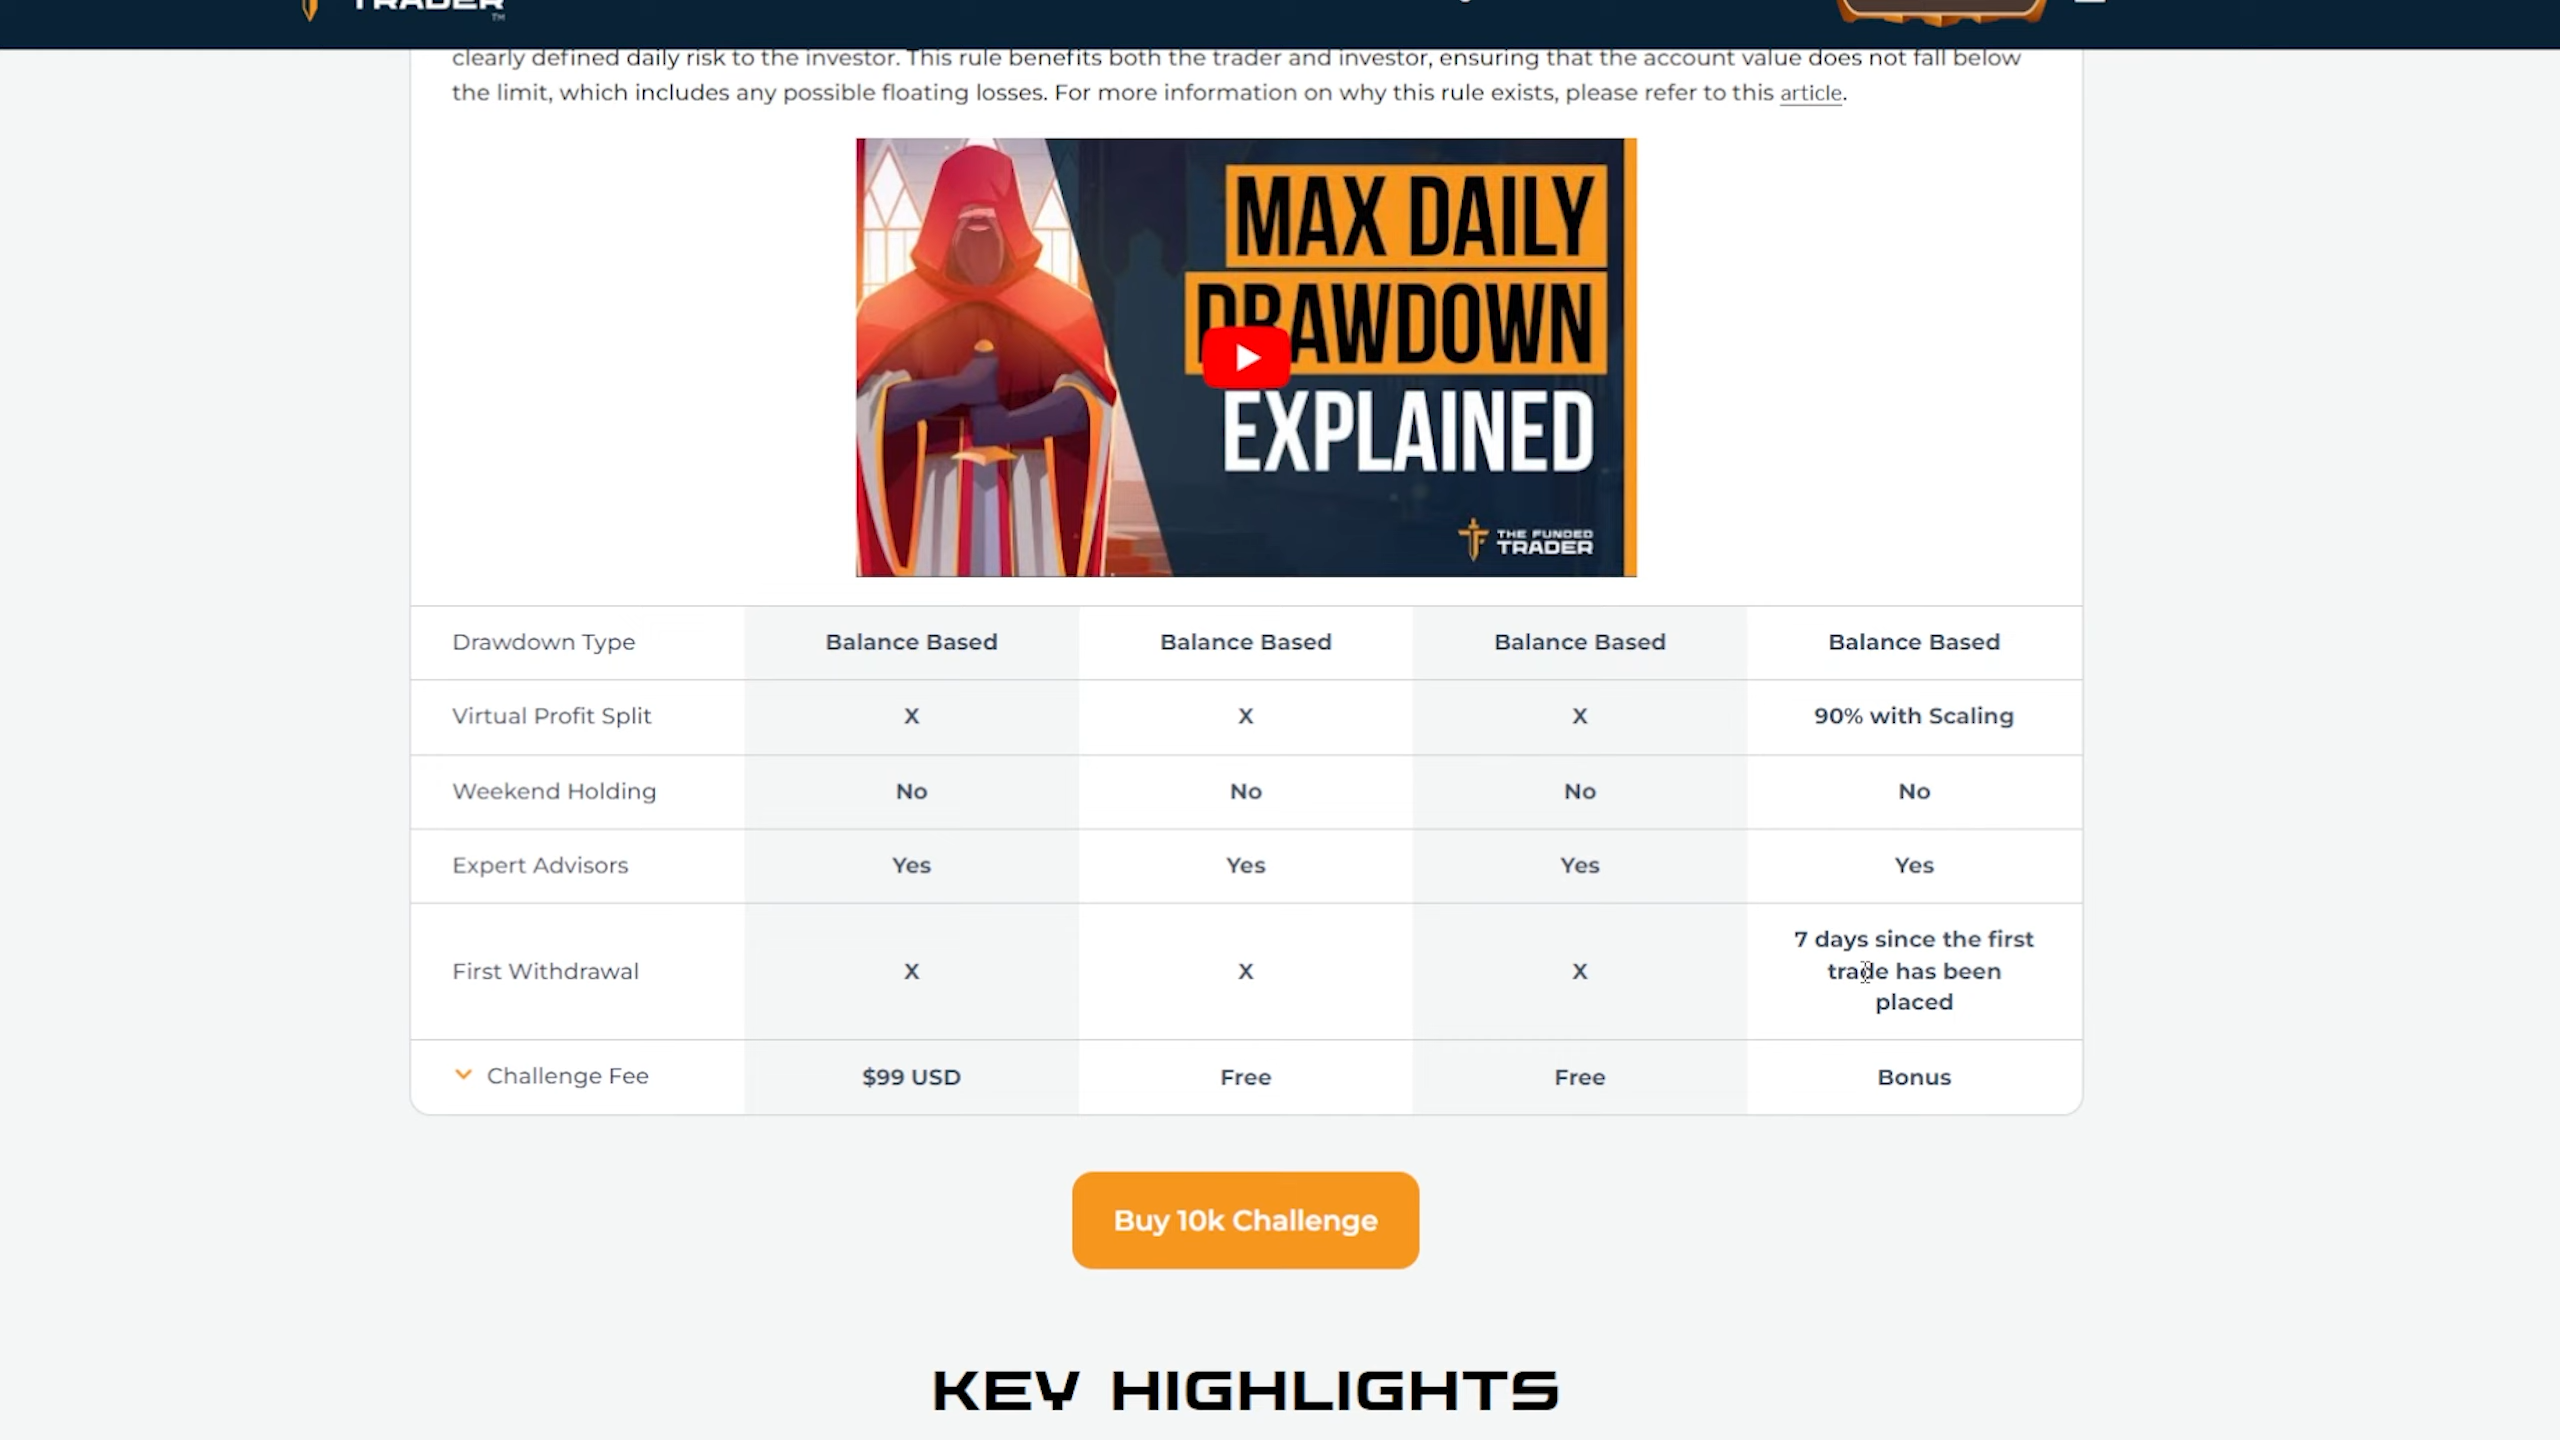 TRADER™
clearly defined daily risk to the investor. This rule benefits both the trader and investor, ensuring that the account value does not fall below
the limit, which includes any possible floating losses. For more information on why this rule exists, please refer to this article.
MAX DAILY
DRAWDOWN
EXPLAINED
THE FUNDED
TRADER
Drawdown Type Balance Based Balance Based Balance Based Balance Based
Virtual Profit Split X X X 90% with Scaling
Weekend Holding No No No No
Expert Advisors Yes Yes Yes Yes
First Withdrawal X X X 7 days since the first
trade has been
placed
Challenge Fee $99 USD Free Free Bonus
Buy 10k Challenge
KEY HIGHLIGHTS